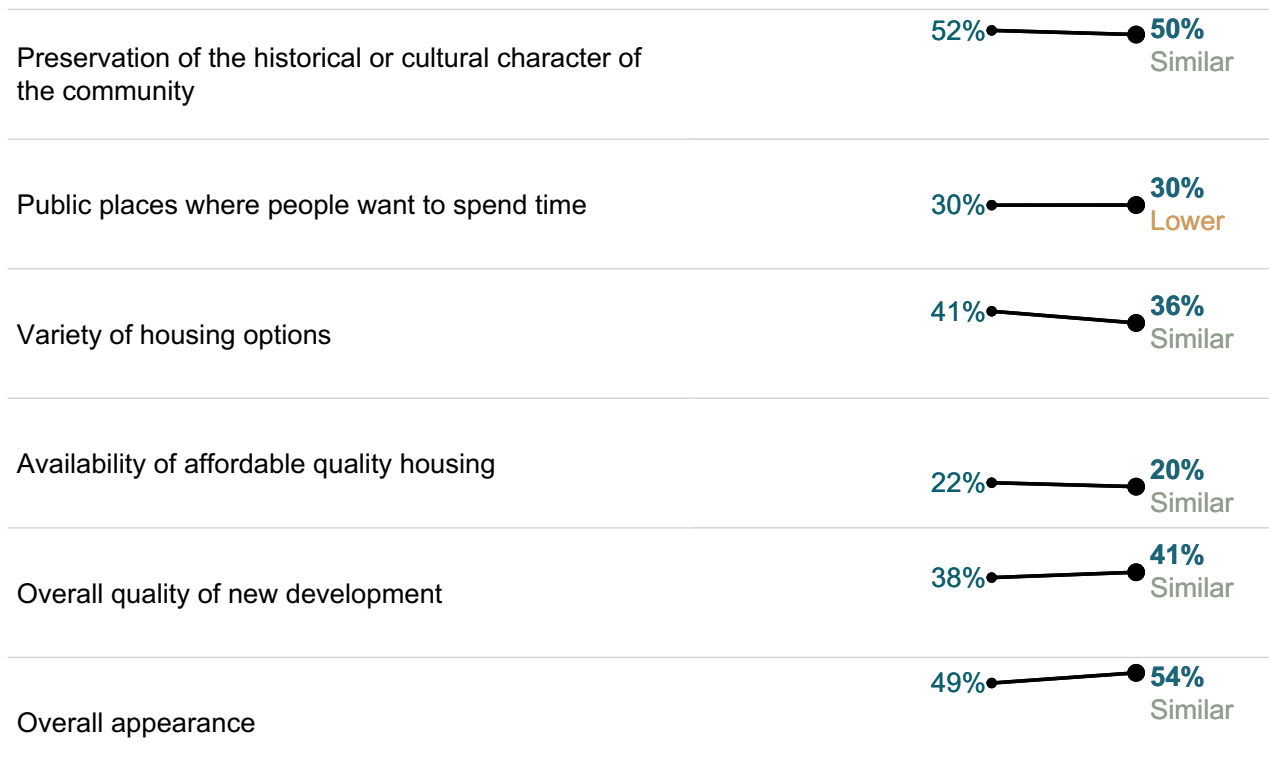 52%
50%
Preservation of the historical or cultural character of
Similar
the community
30%
Public places where people want to spend time
30%
Lower
41%
36%
Variety of housing options
Similar
Availability of affordable quality housing
22%
20%
Similar
38%
41%
Overall quality of new development
Similar
49%
54%
Overall appearance
Similar